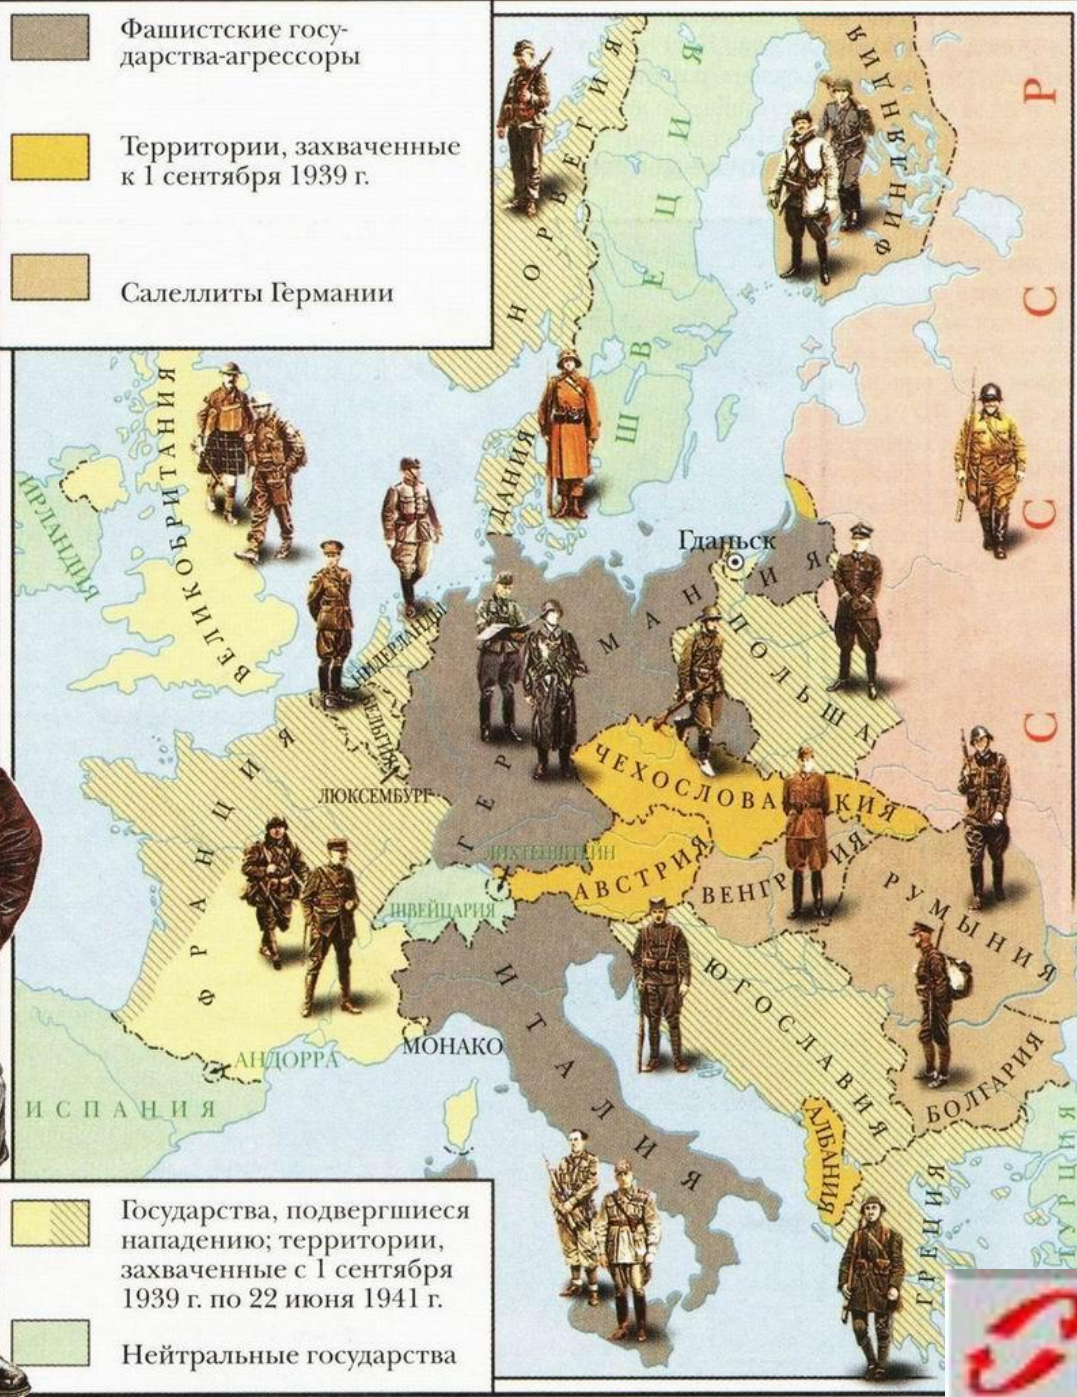 Фашистские госу-
дарства-агрессоры
Территории, захваченные
к 1 сентября 1939 г.
Салеллиты Германии
НОРВЕГИЯ
ШВЕЦИЯ
ФИНЛЯНДИЯ
СССР
ИРЛАНДИЯ
ВЕЛИКОБРИТАНИЯ
ДАНИЯ
Гданьск
НИДЕРЛАНДЫ
БЕЛЬГИЯ
ЛЮКСЕМБУРГ
ГЕРМАНИЯ
ПОЛЬША
ЧЕХОСЛОВАКИЯ
ЛИХТЕНШТЕЙН
АВСТРИЯ
ВЕНГРИЯ
РУМЫНИЯ
ШВЕЙЦАРИЯ
ФРАНЦИЯ
ИТАЛИЯ
ЮГОСЛАВИЯ
МОНАКО
АНДОРРА
ИСПАНИЯ
АЛБАНИЯ
БОЛГАРИЯ
ГРЕЦИЯ
ТУРЦИЯ
Государства, подвергшиеся
нападению; территории,
захваченные с 1 сентября
1939 г. по 22 июня 1941 г.
Нейтральные государства